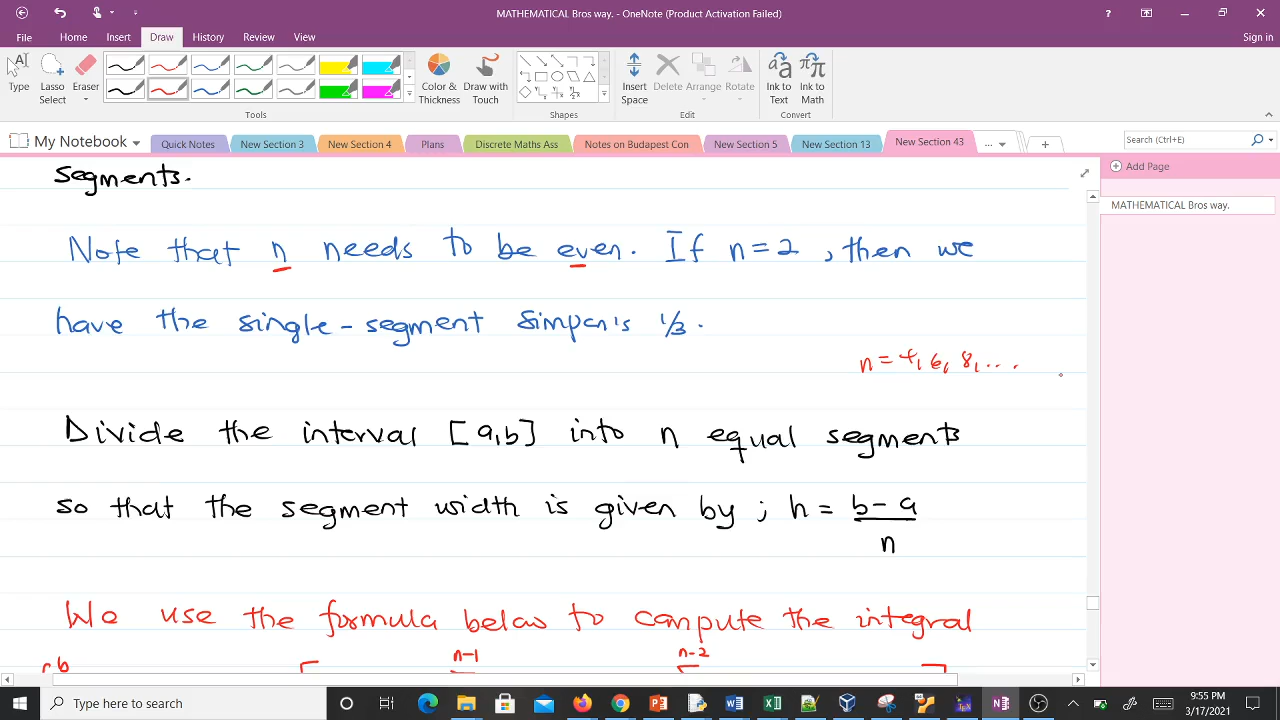 MATHEMATICAL Bros way. - OneNote (Product Activation Failed)
File Home Insert Draw History Review View Sign in
Type
Lasso Select
Eraser
Color & Thickness
Draw with Touch
Insert Space
Delete
Arrange
Rotate
Ink to Text
Ink to Math
Tools Shapes Edit Convert
My Notebook Quick Notes New Section 3 New Section 4 Plans Discrete Maths Ass Notes on Budapest Con New Section 5 New Section 13 New Section 43 ... Search (Ctrl+E)
Add Page
MATHEMATICAL Bros way.
segments.
Note that n needs to be even. If n = 2, then we
have the single-segment Simpon's 1/3.
n = 4, 6, 8, ...
Divide the interval [a,b] into n equal segments
so that the segment width is given by; h = b-a
n
We use the formula below to compute the integral
b n-1 n-2
Type here to search
9:55 PM
3/17/2021